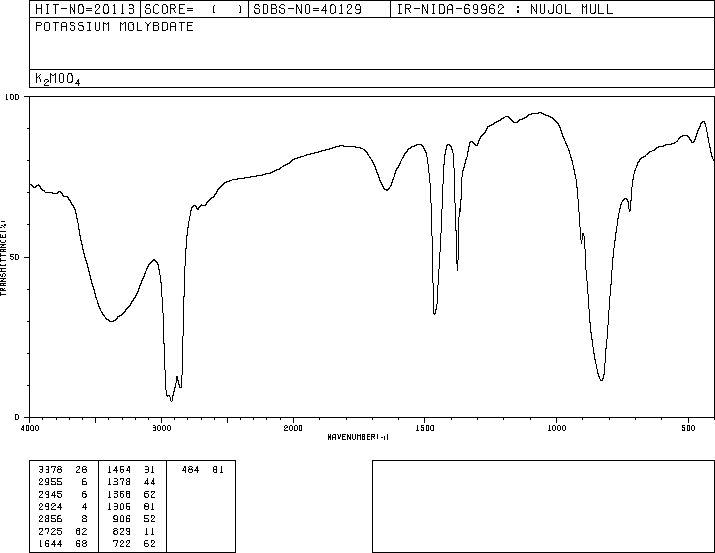 HIT-NO=20113 SCORE= ( ) SDBS-NO=40129 IR-NIDA-69962 : NUJOL MULL
POTASSIUM MOLYBDATE
K2MOO4
100
50
0
TRANSMITTANCE(%)
4000 3000 2000 1500 1000 500
WAVENUMBER(-1)
3378 28 1464 31 484 81
2955 6 1378 44
2945 6 1368 62
2924 4 1306 81
2856 8 906 52
2725 62 829 11
1644 68 722 62